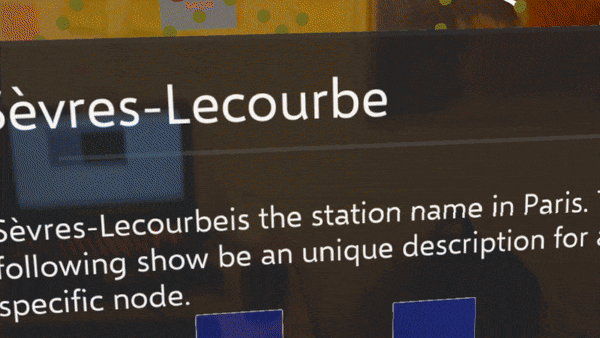 Sèvres-Lecourbe
Sèvres-Lecourbeis the station name in Paris.
following show be an unique description for
specific node.